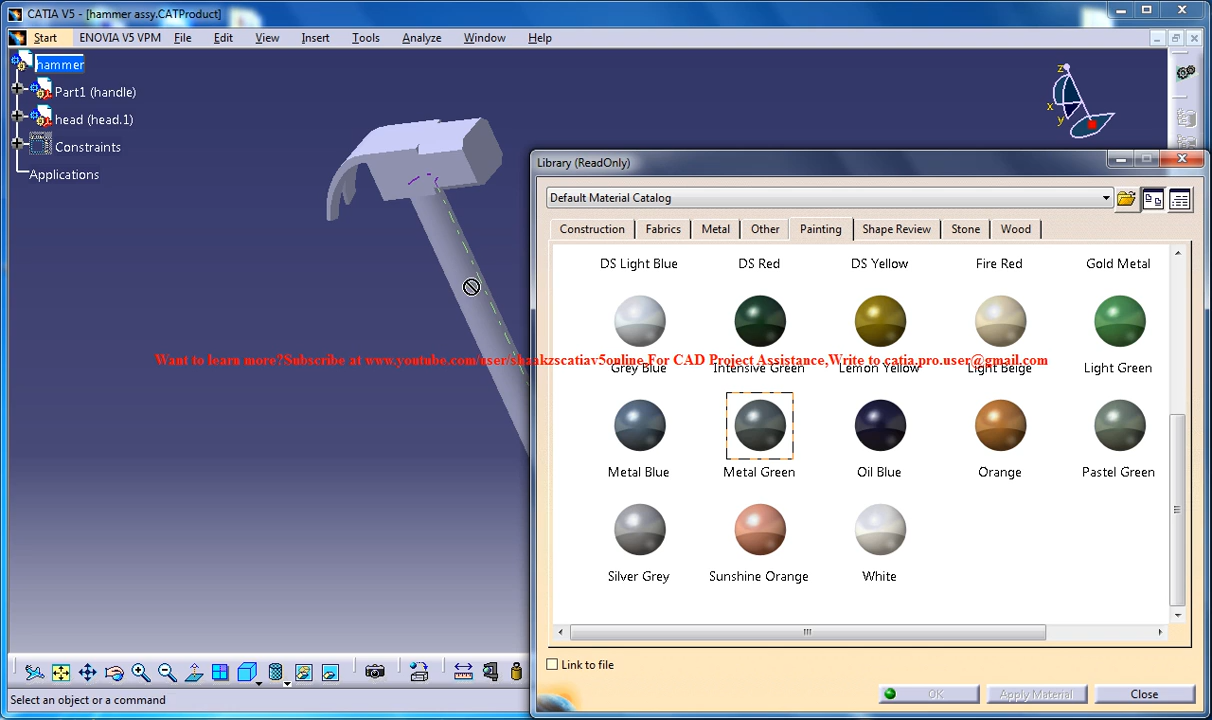 CATIA V5 - [hammer assy.CATProduct]
Start ENOVIA V5 VPM File Edit View Insert Tools Analyze Window Help
hammer
Part1 (handle)
head (head.1)
Constraints
Applications
z
x
y
Library (ReadOnly)
Default Material Catalog
Construction Fabrics Metal Other Painting Shape Review Stone Wood
DS Light Blue DS Red DS Yellow Fire Red Gold Metal
Want to learn more?Subscribe at www.youtube.com/user/shaakzscatiav5online.For CAD Project Assistance,Write to.catia.pro.user@gmail.com
Grey Blue Intensive Green Lemon Yellow Light Beige Light Green
Metal Blue Metal Green Oil Blue Orange Pastel Green
Silver Grey Sunshine Orange White
Link to file
OK Apply Material Close
Select an object or a command